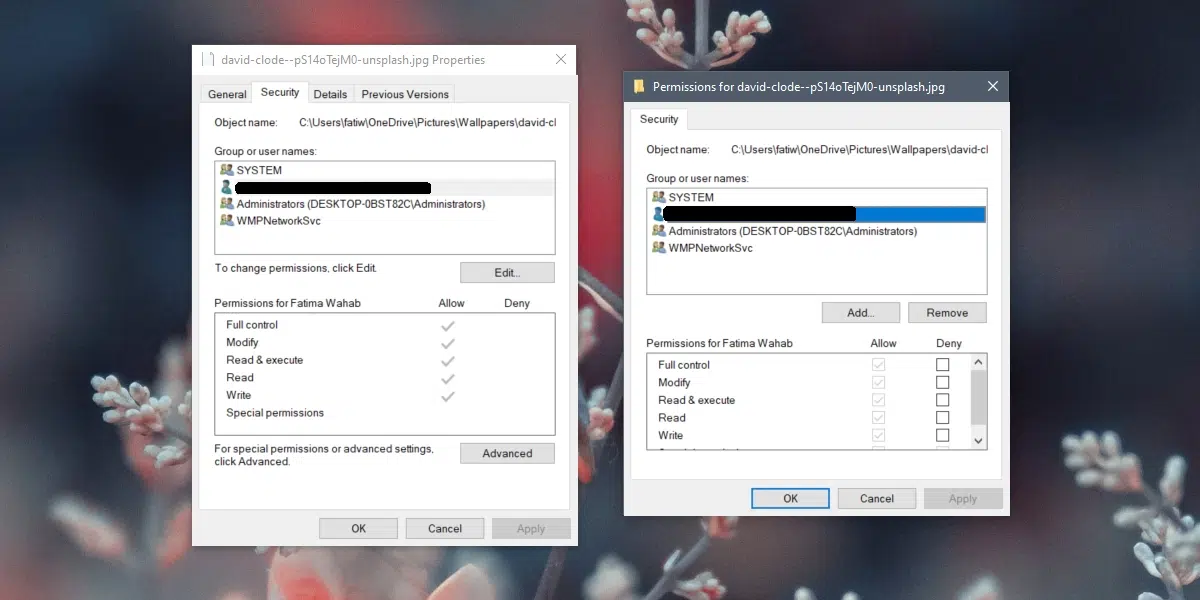 david-clode--pS14oTejM0-unsplash.jpg Properties
General Security Details Previous Versions
Object name: C:\Users\fatiw\OneDrive\Pictures\Wallpapers\david-cl
Group or user names:
SYSTEM
Administrators (DESKTOP-0BST82C\Administrators)
WMPNetworkSvc
To change permissions, click Edit.
Edit...
Permissions for Fatima Wahab Allow Deny
Full control
Modify
Read & execute
Read
Write
Special permissions
For special permissions or advanced settings,
click Advanced.
Advanced
OK Cancel Apply
Permissions for david-clode--pS14oTejM0-unsplash.jpg
Security
Object name: C:\Users\fatiw\OneDrive\Pictures\Wallpapers\david-cl
Group or user names:
SYSTEM
Administrators (DESKTOP-0BST82C\Administrators)
WMPNetworkSvc
Add... Remove
Permissions for Fatima Wahab Allow Deny
Full control
Modify
Read & execute
Read
Write
OK Cancel Apply